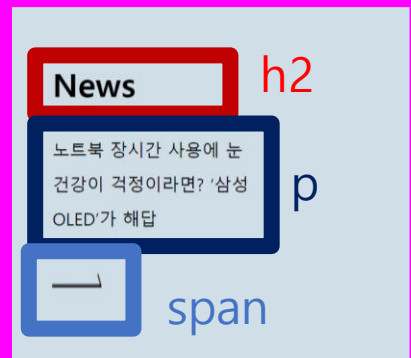 News
h2
노트북 장시간 사용에 눈
건강이 걱정이라면? '삼성
OLED'가 해답
p
span